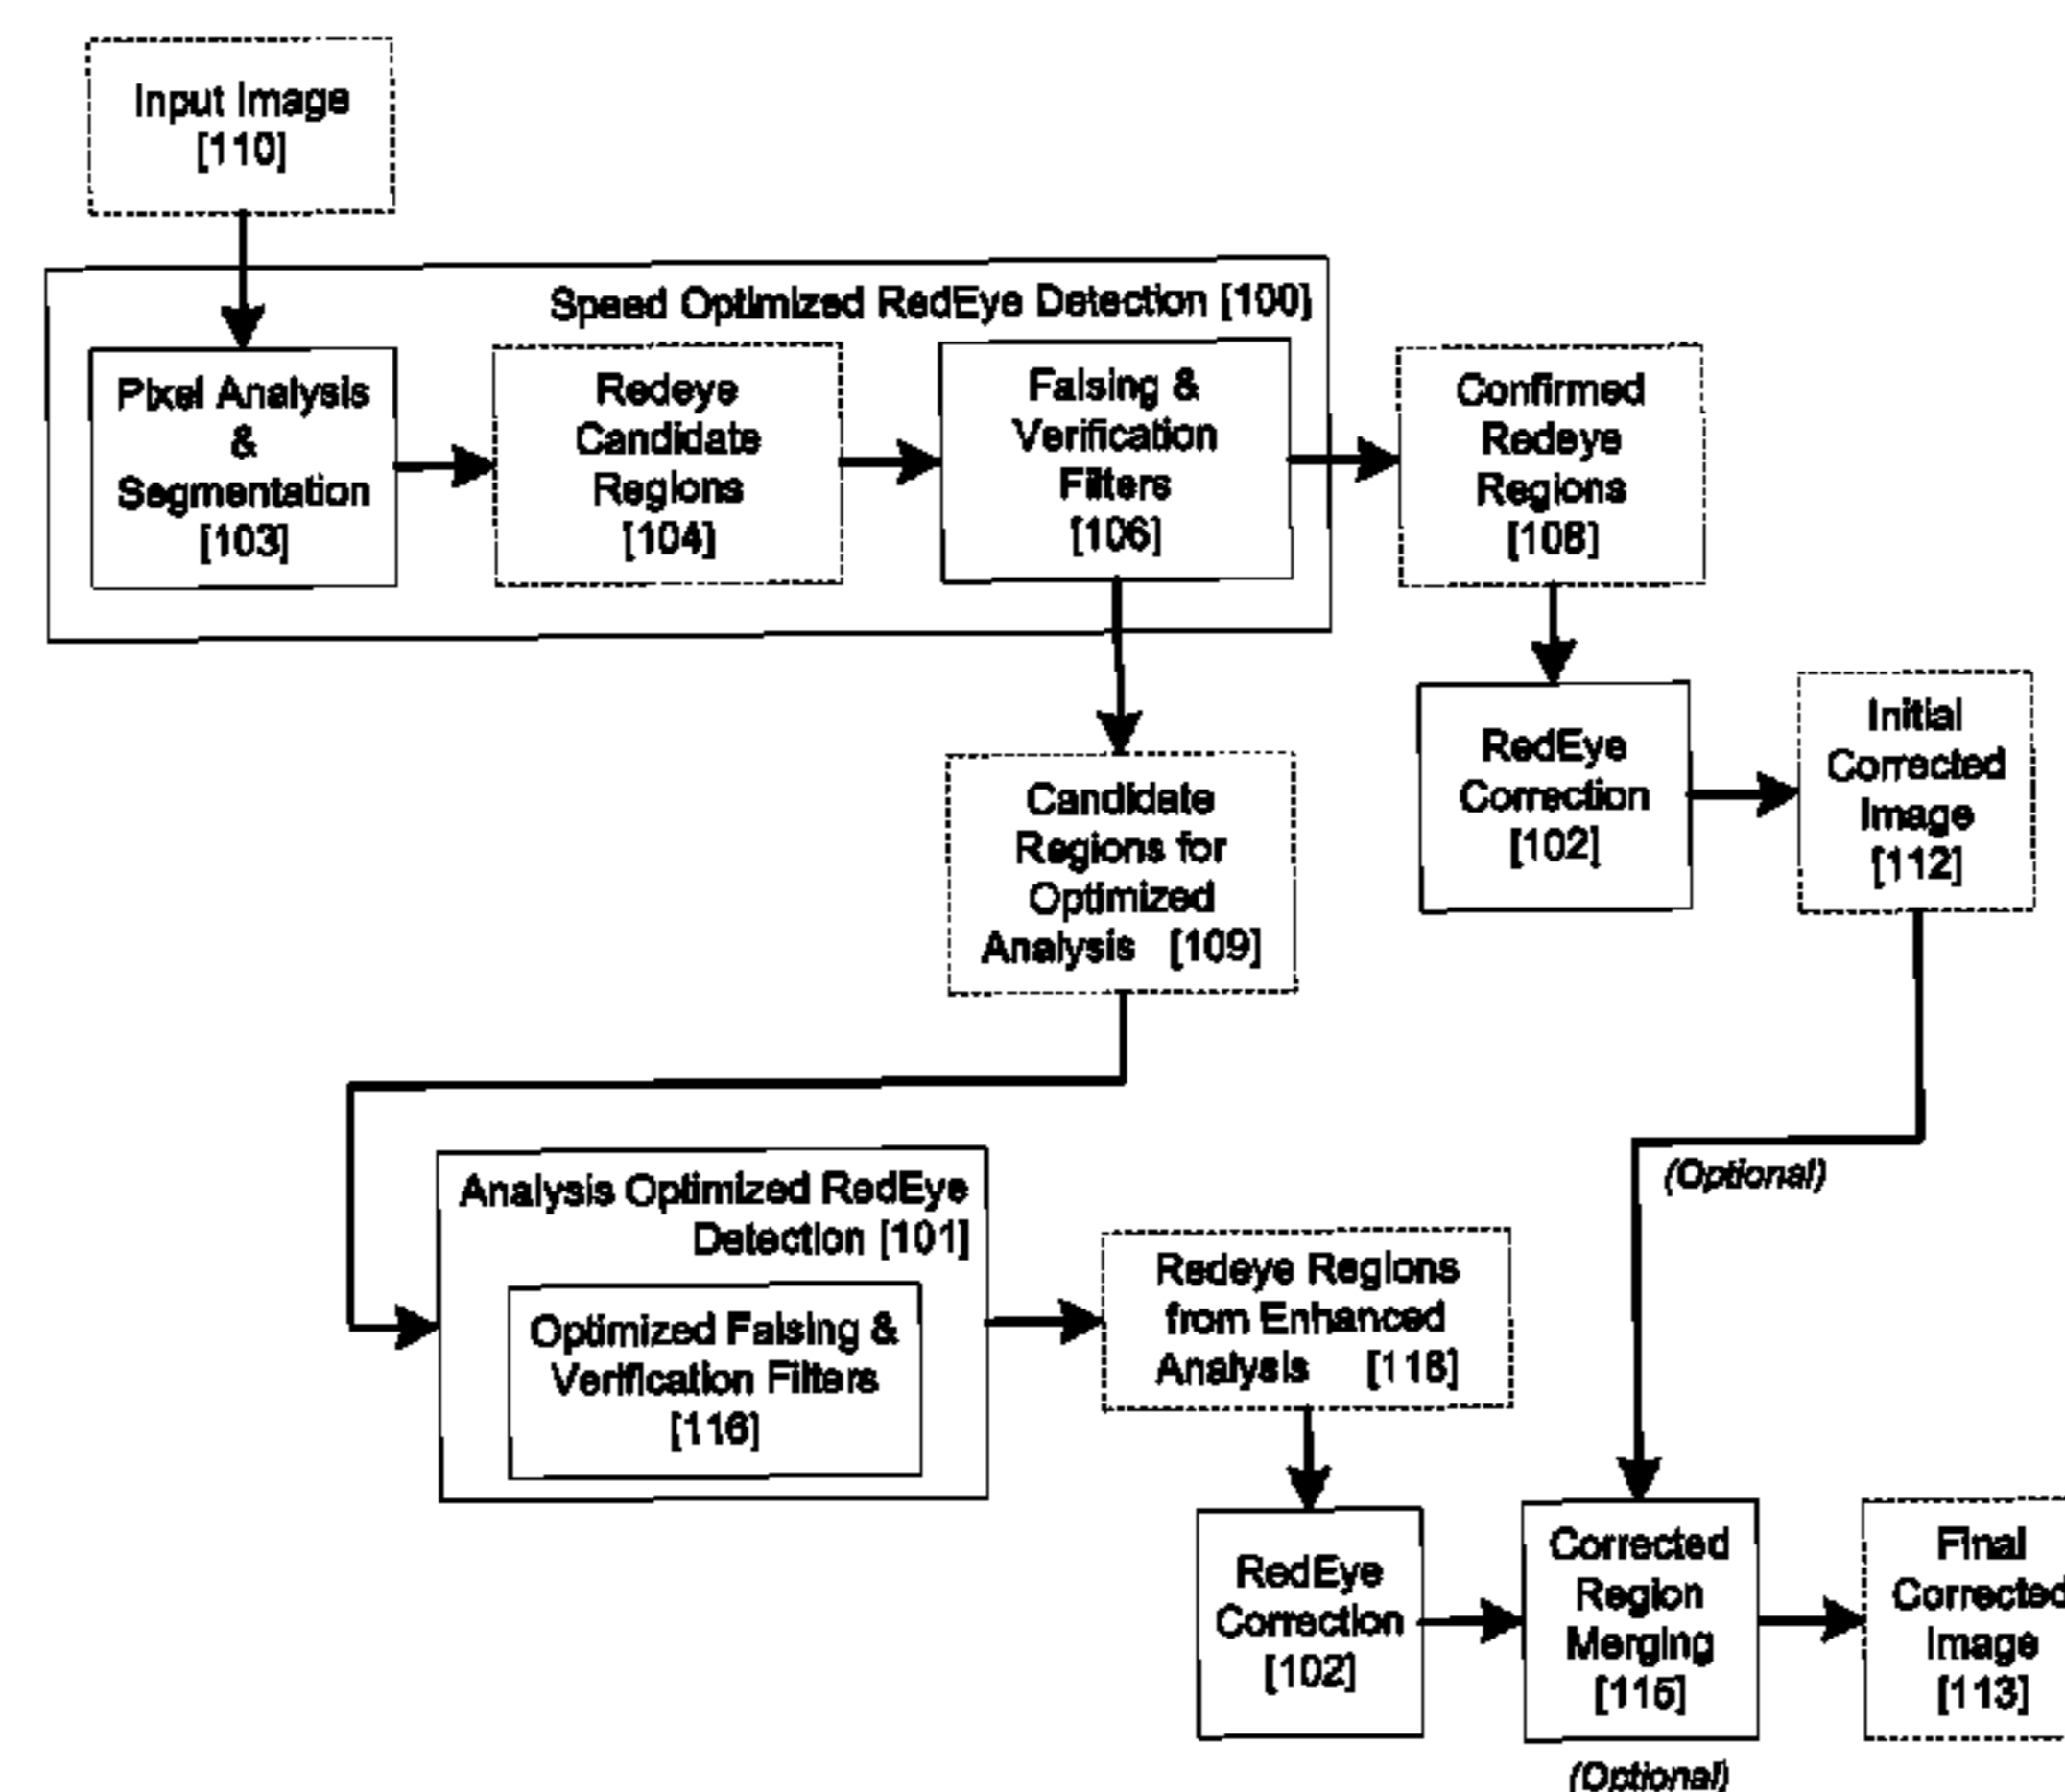 Input Image
[110]
Speed Optimized RedEye Detection [100]
Pixel Analysis
&
Segmentation
[103]
Redeye
Candidate
Regions
[104]
Falsing &
Verification
Filters
[106]
Confirmed
Redeye
Regions
[108]
RedEye
Correction
[102]
Initial
Corrected
Image
[112]
Candidate
Regions for
Optimized
Analysis [109]
(Optional)
Analysis Optimized RedEye
Detection [101]
Optimized Falsing &
Verification Filters
[116]
Redeye Regions
from Enhanced
Analysis [118]
RedEye
Correction
[102]
Corrected
Region
Merging
[115]
(Optional)
Final
Corrected
Image
[113]